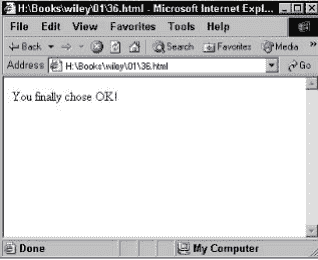 H:\Books\wiley\01\36.html - Microsoft Internet Expl...
File Edit View Favorites Tools Help
Back Search Favorites Media »
Address H:\Books\wiley\01\36.html Go
You finally chose OK!
Done My Computer